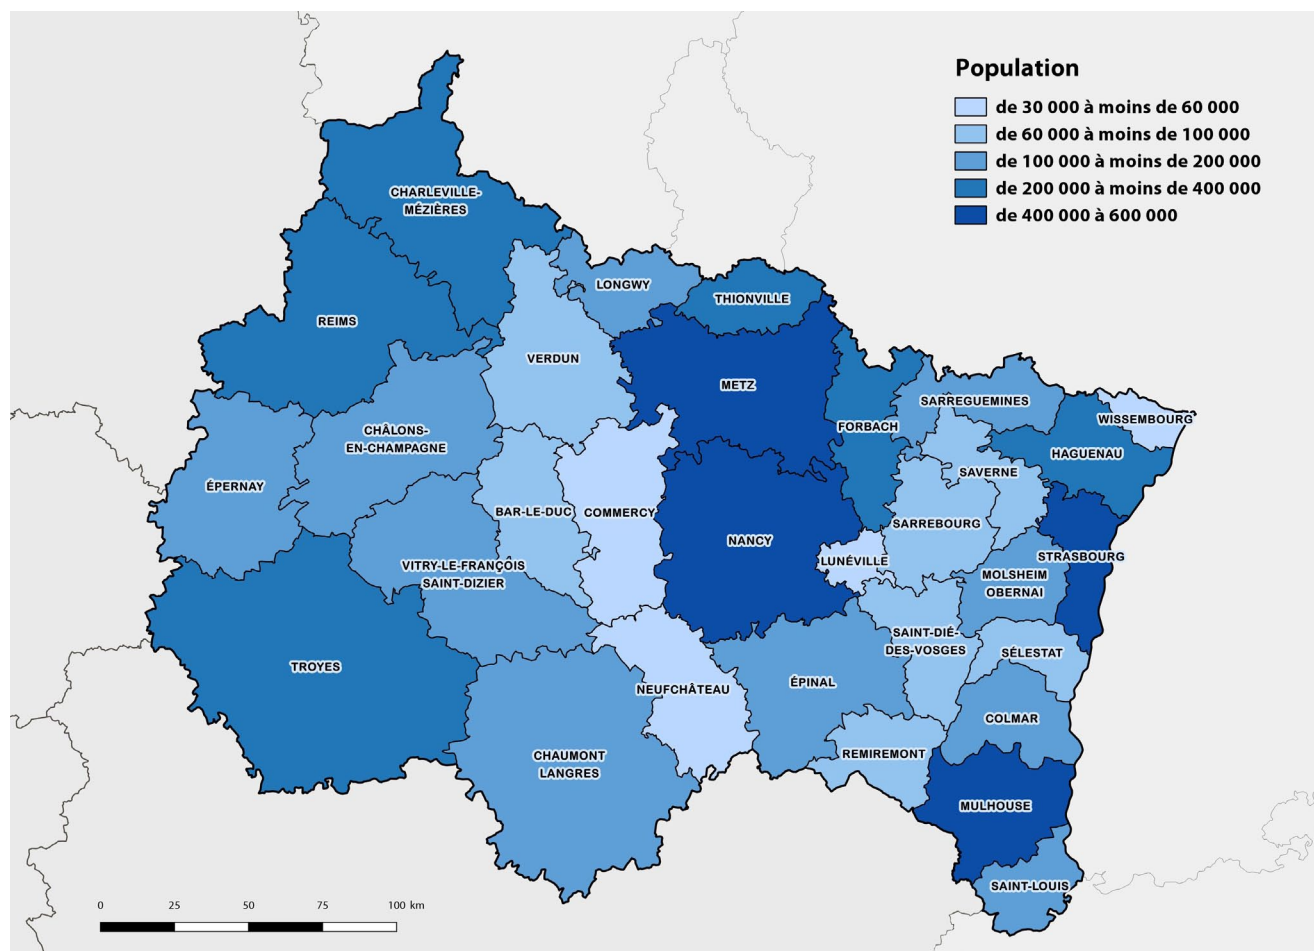 Population
de 30 000 à moins de 60 000
de 60 000 à moins de 100 000
de 100 000 à moins de 200 000
de 200 000 à moins de 400 000
de 400 000 à 600 000
CHARLEVILLE-
MÉZIÈRES
LONGWY
THIONVILLE
REIMS
VERDUN
METZ
SARREGUEMINES
WISSEMBOURG
FORBACH
CHÂLONS-
EN-CHAMPAGNE
HAGUENAU
SAVERNE
ÉPERNAY
BAR-LE-DUC
COMMERCY
SARREBOURG
NANCY
LUNÉVILLE
STRASBOURG
VITRY-LE-FRANÇÔIS
SAINT-DIZIER
MOLSHEIM
OBERNAI
SAINT-DIÉ-
DES-VOSGES
SÉLESTAT
TROYES
NEUFCHÂTEAU
ÉPINAL
COLMAR
CHAUMONT
LANGRES
REMIREMONT
MULHOUSE
SAINT-LOUIS
0 25 50 75 100 km